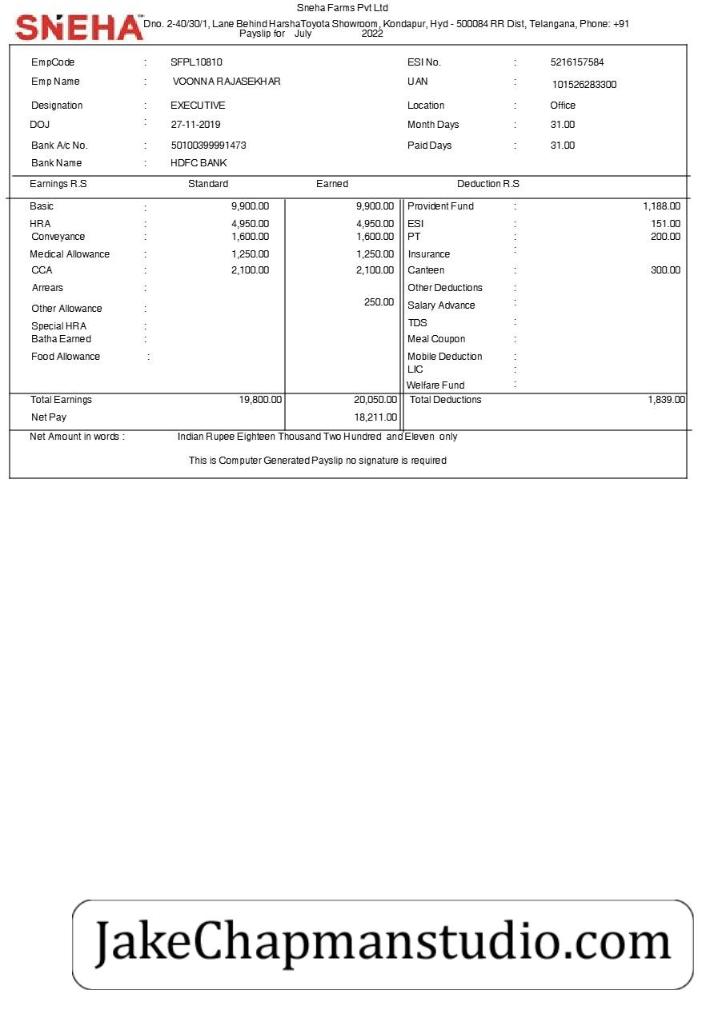 Sneha Farms Pvt Ltd
SNEHA™ Dno. 2-40/30/1, Lane Behind HarshaToyota Showroom, Kondapur, Hyd - 500084 RR Dist, Telangana, Phone: +91
Payslip for July 2022
EmpCode : SFPL10810 ESI No. : 5216157584
Emp Name : VOONNA RAJASEKHAR UAN : 101526283300
Designation : EXECUTIVE Location : Office
DOJ : 27-11-2019 Month Days : 31.00
Bank A/c No. : 50100399991473 Paid Days : 31.00
Bank Name : HDFC BANK
Earnings R.S Standard Earned Deduction R.S
Basic : 9,900.00 9,900.00 Provident Fund : 1,188.00
HRA : 4,950.00 4,950.00 ESI : 151.00
Conveyance : 1,600.00 1,600.00 PT : 200.00
Medical Allowance : 1,250.00 1,250.00 Insurance :
CCA : 2,100.00 2,100.00 Canteen : 300.00
Arrears : Other Deductions :
Other Allowance : 250.00 Salary Advance :
Special HRA : TDS :
Batha Earned : Meal Coupon :
Food Allowance : Mobile Deduction :
LIC :
Welfare Fund :
Total Earnings 19,800.00 20,050.00 Total Deductions 1,839.00
Net Pay 18,211.00
Net Amount in words : Indian Rupee Eighteen Thousand Two Hundred and Eleven only
This is Computer Generated Payslip no signature is required
JakeChapmanstudio.com